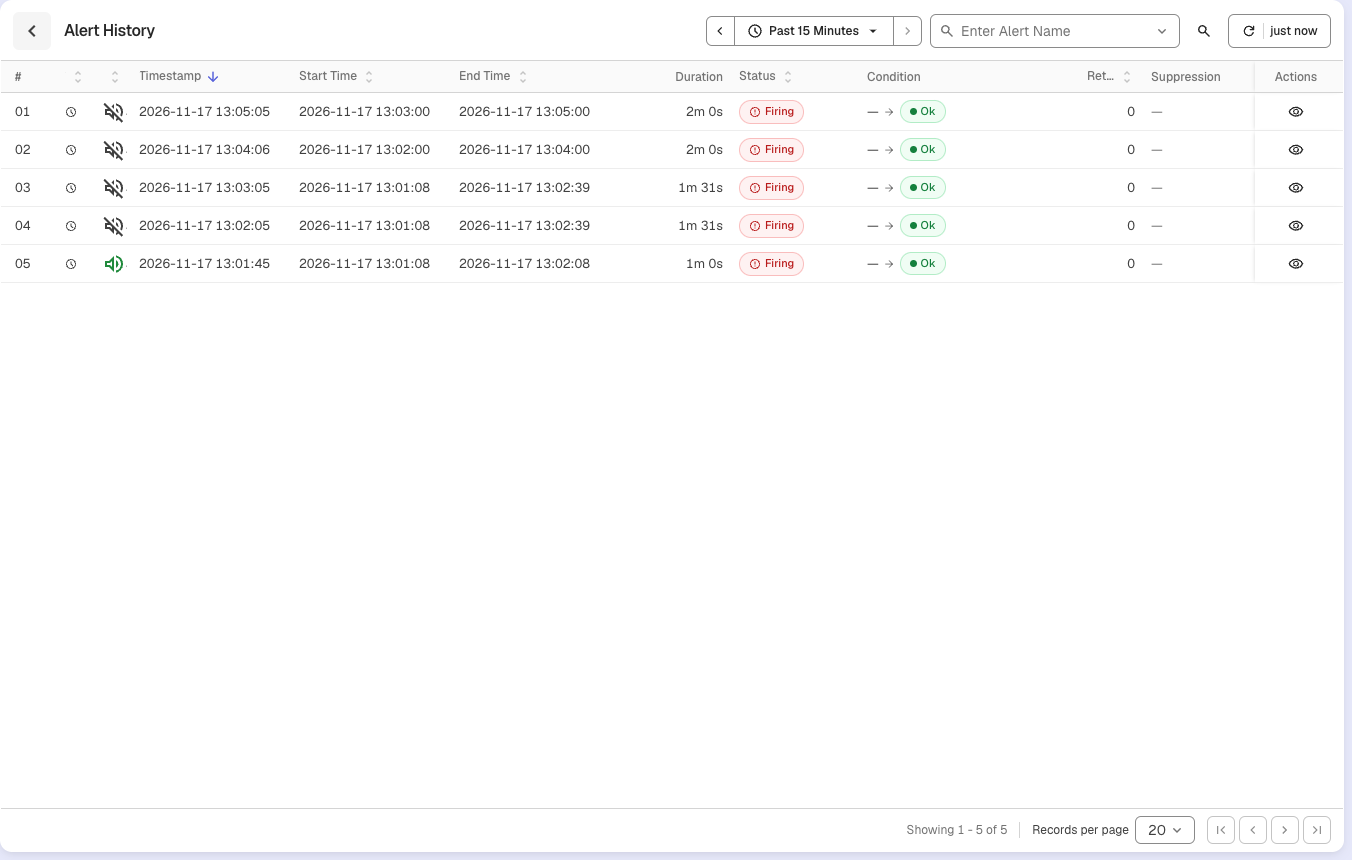 Alert History
Past 15 Minutes
Enter Alert Name
just now
# Timestamp Start Time End Time Duration Status Condition Ret... Suppression Actions
01 2026-11-17 13:05:05 2026-11-17 13:03:00 2026-11-17 13:05:00 2m 0s Firing — → Ok 0 —
02 2026-11-17 13:04:06 2026-11-17 13:02:00 2026-11-17 13:04:00 2m 0s Firing — → Ok 0 —
03 2026-11-17 13:03:05 2026-11-17 13:01:08 2026-11-17 13:02:39 1m 31s Firing — → Ok 0 —
04 2026-11-17 13:02:05 2026-11-17 13:01:08 2026-11-17 13:02:39 1m 31s Firing — → Ok 0 —
05 2026-11-17 13:01:45 2026-11-17 13:01:08 2026-11-17 13:02:08 1m 0s Firing — → Ok 0 —
Showing 1 - 5 of 5
Records per page 20